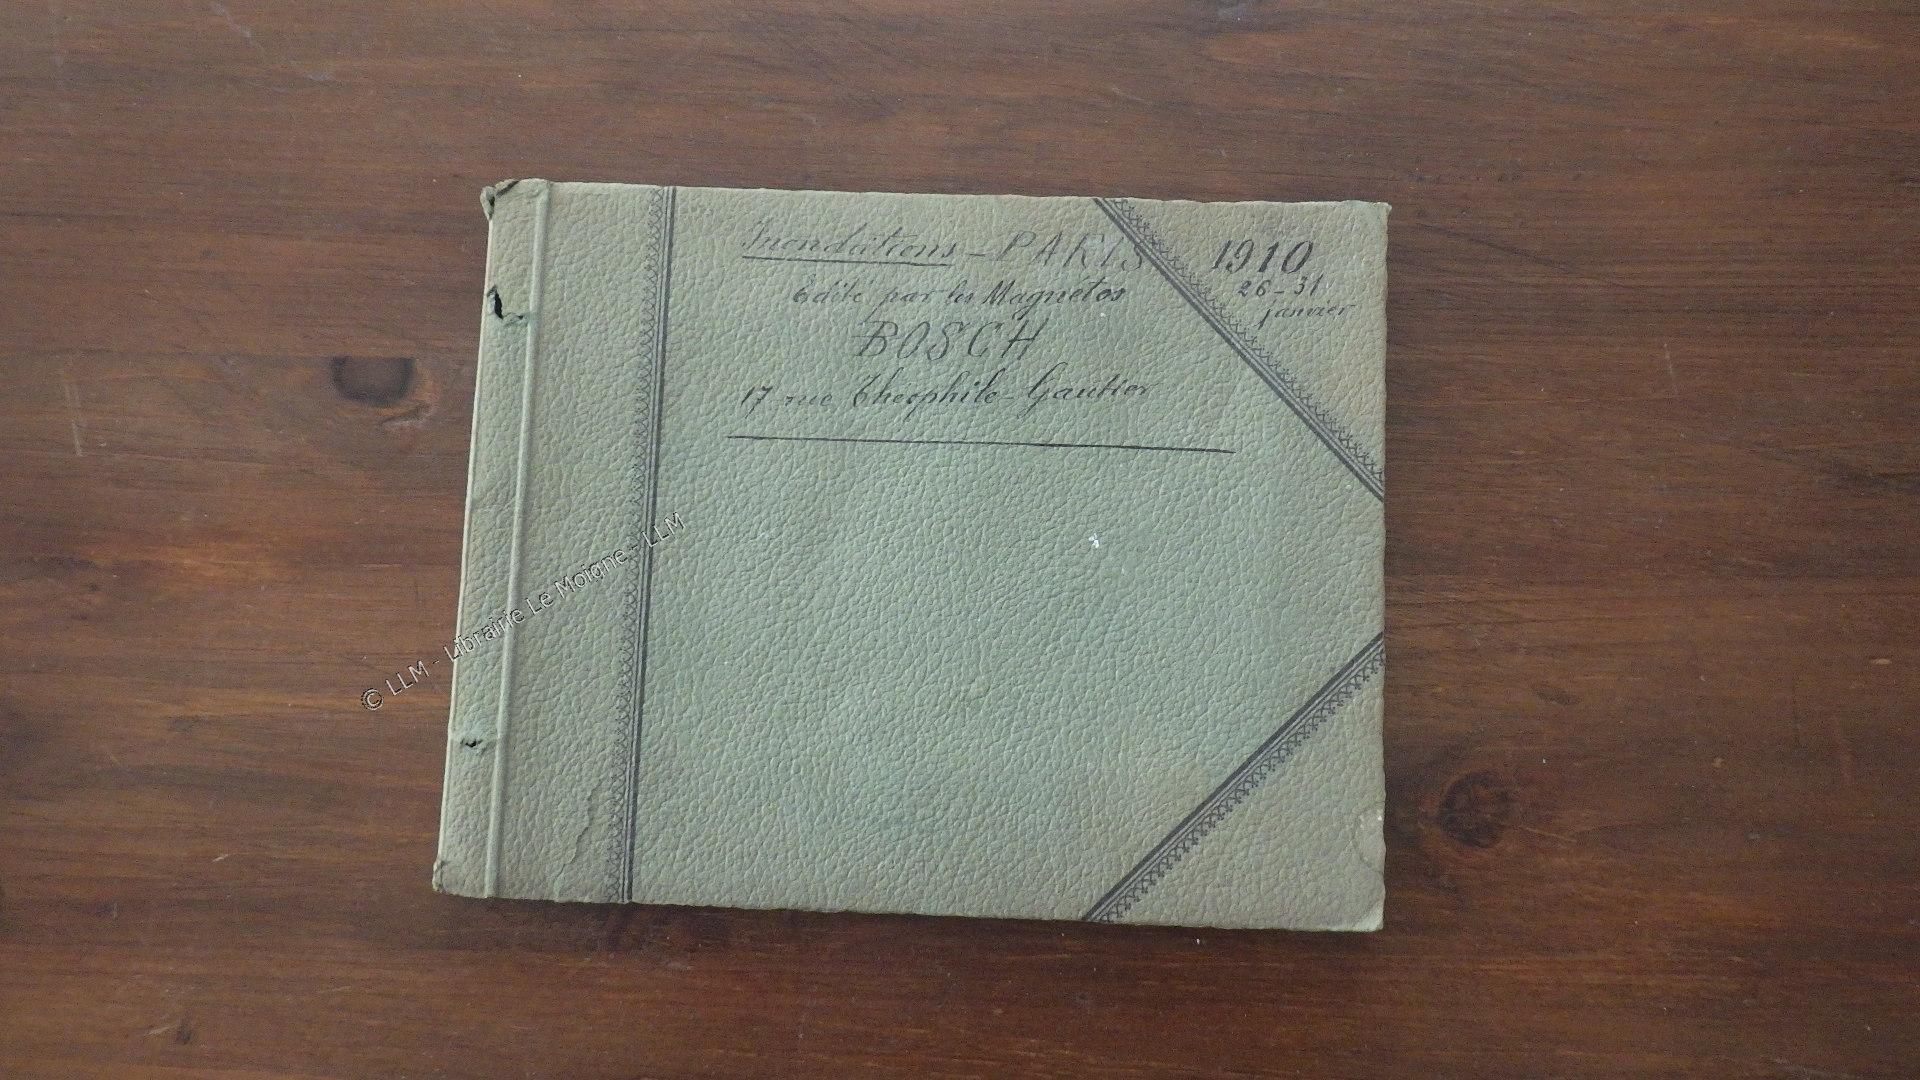 Inondations - PARIS 1910
26-31 janvier
Edité par les Magnétos
BOSCH
17 rue Théophile-Gautier
© LLM - Librairie Le Moigne - LLM